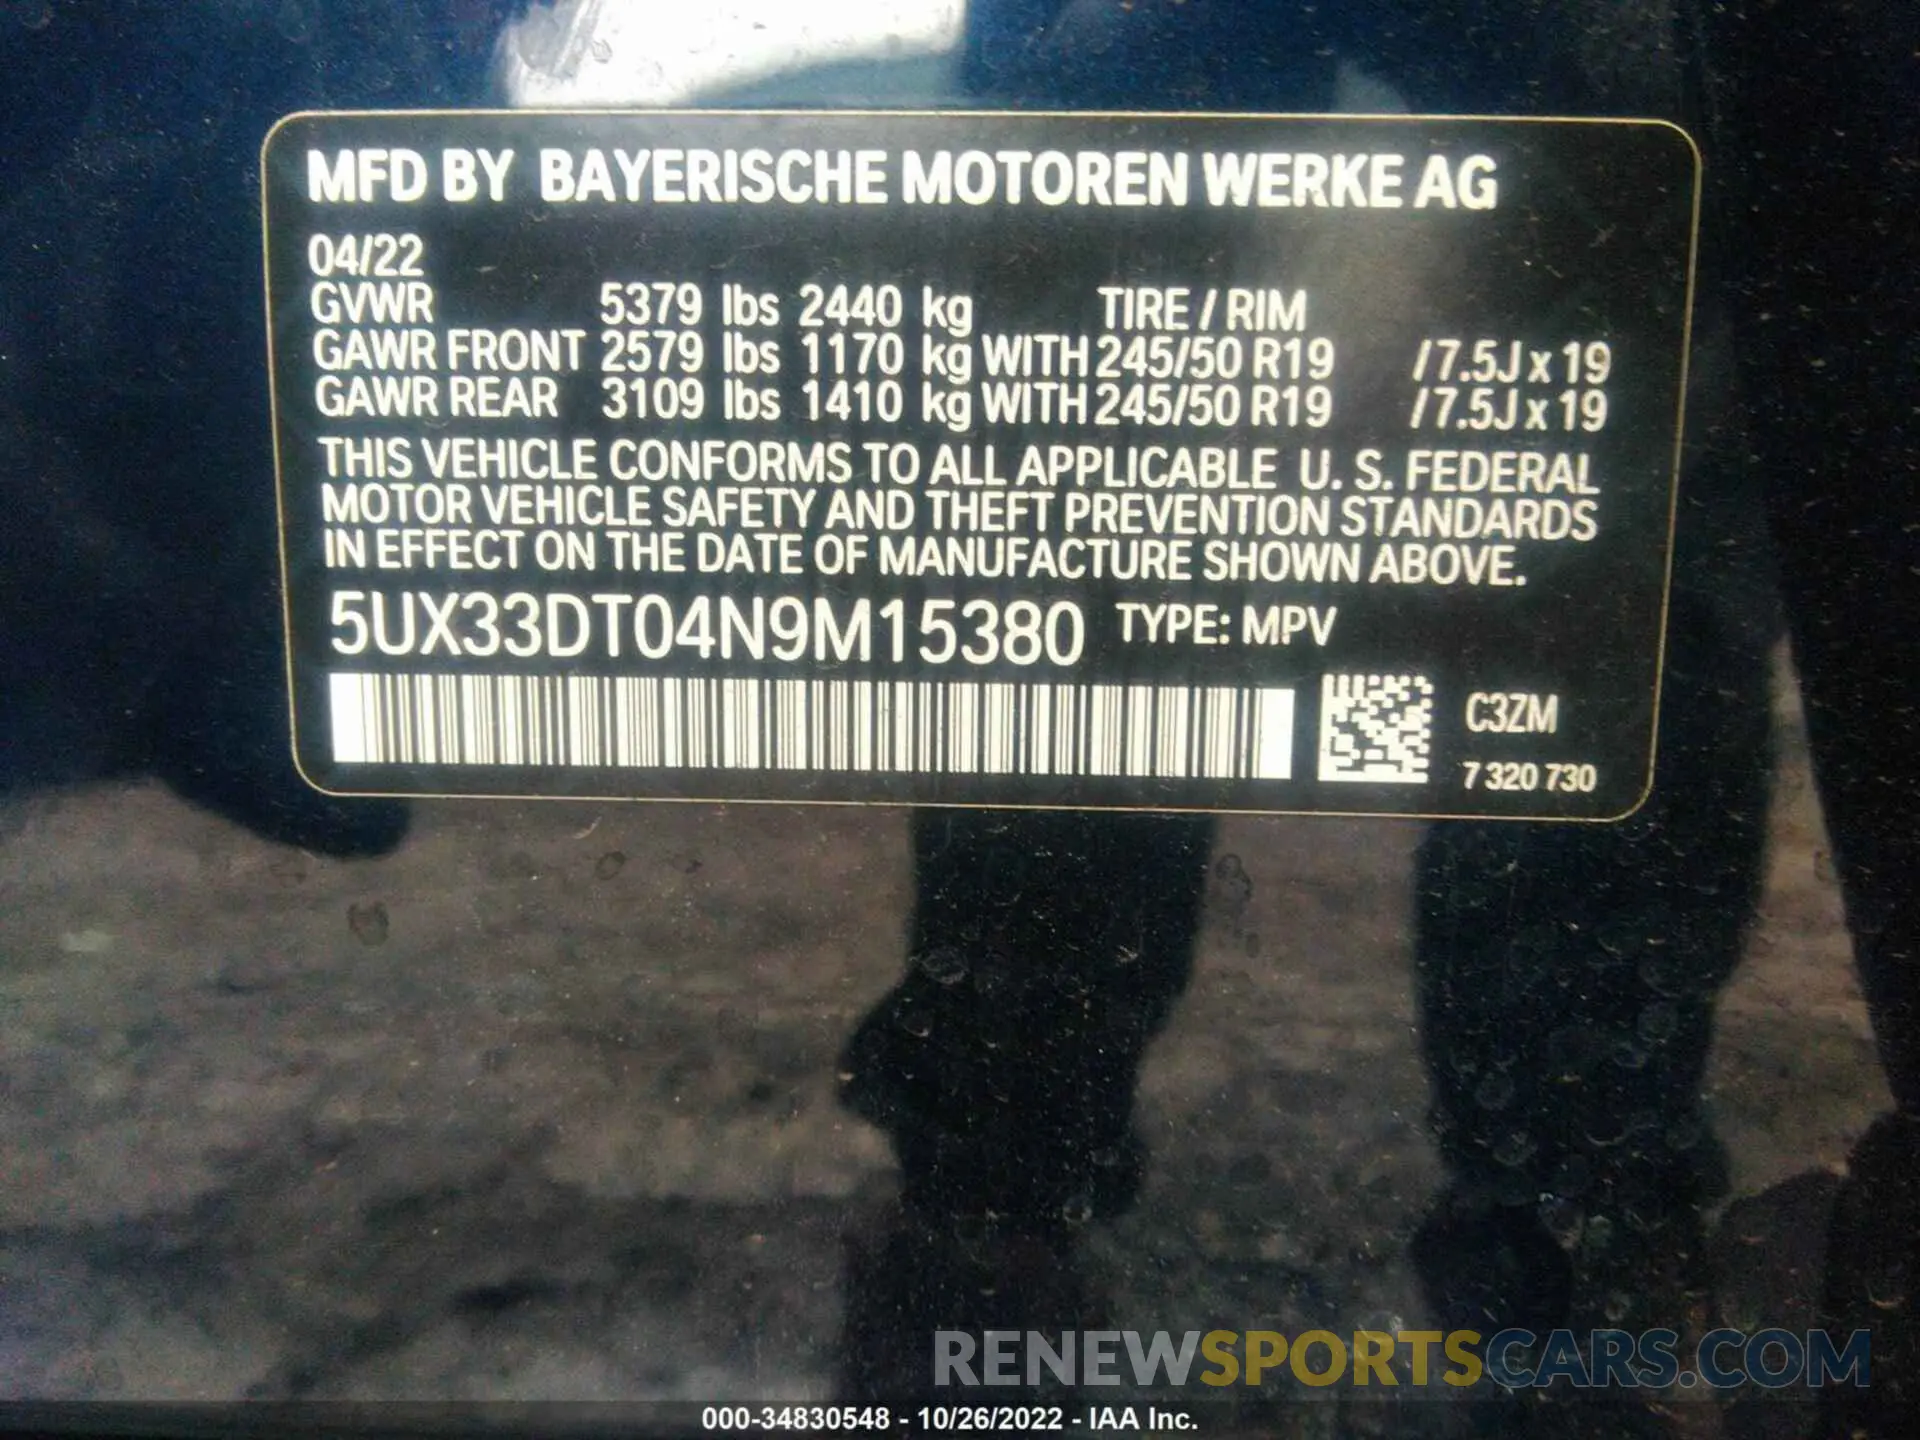 MFD BY BAYERISCHE MOTOREN WERKE AG
04/22
GVWR 5379 lbs 2440 kg TIRE / RIM
GAWR FRONT 2579 lbs 1170 kg WITH 245/50 R19 /7.5J x 19
GAWR REAR 3109 lbs 1410 kg WITH 245/50 R19 /7.5J x 19
THIS VEHICLE CONFORMS TO ALL APPLICABLE U. S. FEDERAL
MOTOR VEHICLE SAFETY AND THEFT PREVENTION STANDARDS
IN EFFECT ON THE DATE OF MANUFACTURE SHOWN ABOVE.
5UX33DT04N9M15380 TYPE: MPV
C3ZM
7 320 730
RENEWSPORTSCARS.COM
000-34830548 - 10/26/2022 - IAA Inc.